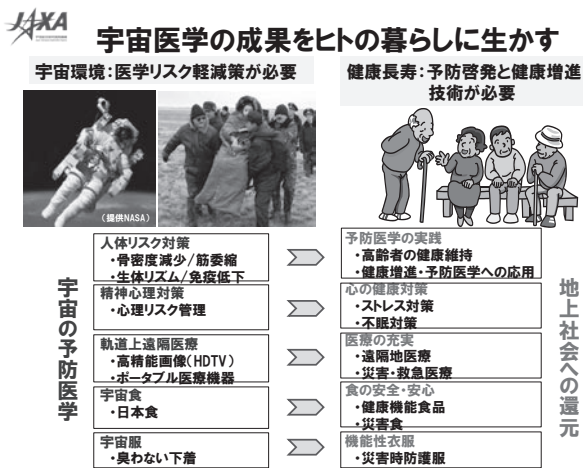 JAXA
宇宙医学の成果をヒトの暮らしに生かす
宇宙環境：医学リスク軽減策が必要
健康長寿：予防啓発と健康増進
技術が必要
（提供NASA）
宇宙の予防医学
人体リスク対策
・骨密度減少/筋委縮
・生体リズム/免疫低下
予防医学の実践
・高齢者の健康維持
・健康増進・予防医学への応用
精神心理対策
・心理リスク管理
心の健康対策
・ストレス対策
・不眠対策
軌道上遠隔医療
・高精能画像（HDTV）
・ポータブル医療機器
医療の充実
・遠隔地医療
・災害・救急医療
宇宙食
・日本食
食の安全・安心
・健康機能食品
・災害食
宇宙服
・臭わない下着
機能性衣服
・災害時防護服
地上社会への還元